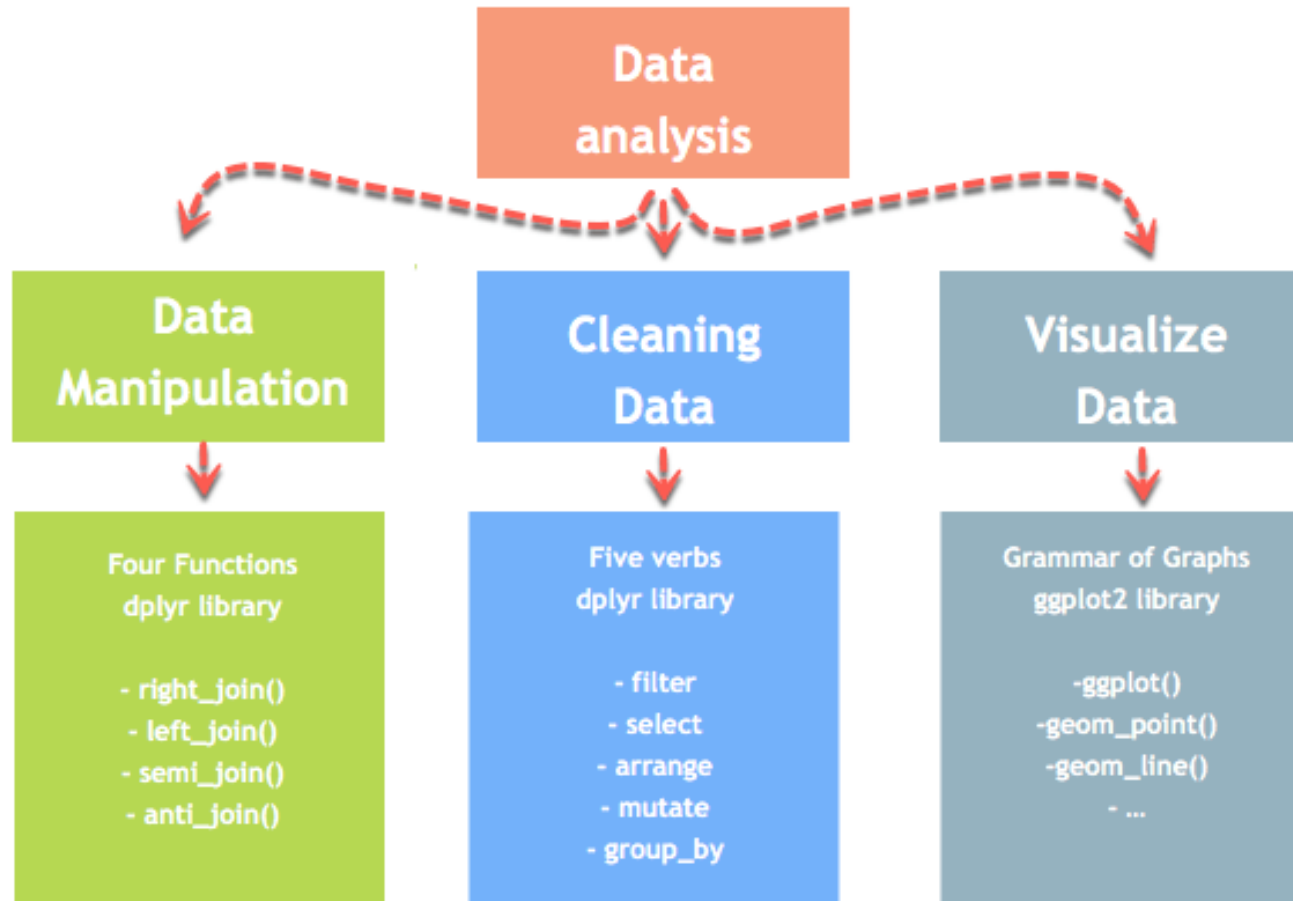 Data
analysis
Data
Manipulation
Cleaning
Data
Visualize
Data
Four Functions
dplyr library
- right_join()
- left_join()
- semi_join()
- anti_join()
Five verbs
dplyr library
- filter
- select
- arrange
- mutate
- group_by
Grammar of Graphs
ggplot2 library
-ggplot()
-geom_point()
-geom_line()
- ...